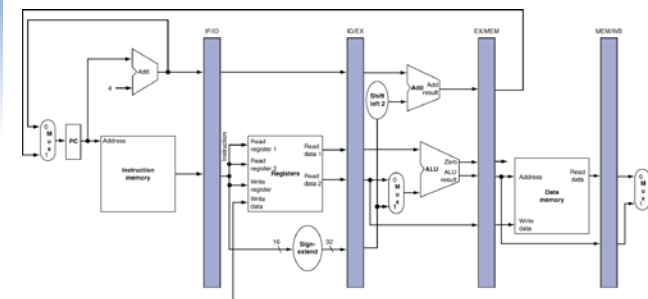 IF/ID
ID/EX
EX/MEM
MEM/WB
Add
4
0
M
u
x
1
PC
Address
Instruction
memory
Instruction
Read
register 1
Read
register 2
Write
register
Write
data
Registers
Read
data 1
Read
data 2
16
Sign-
extend
32
Shift
left 2
0
M
u
x
1
Add
Add
result
ALU
Zero
ALU
result
Address
Write
data
Data
memory
Read
data
0
M
u
x
1